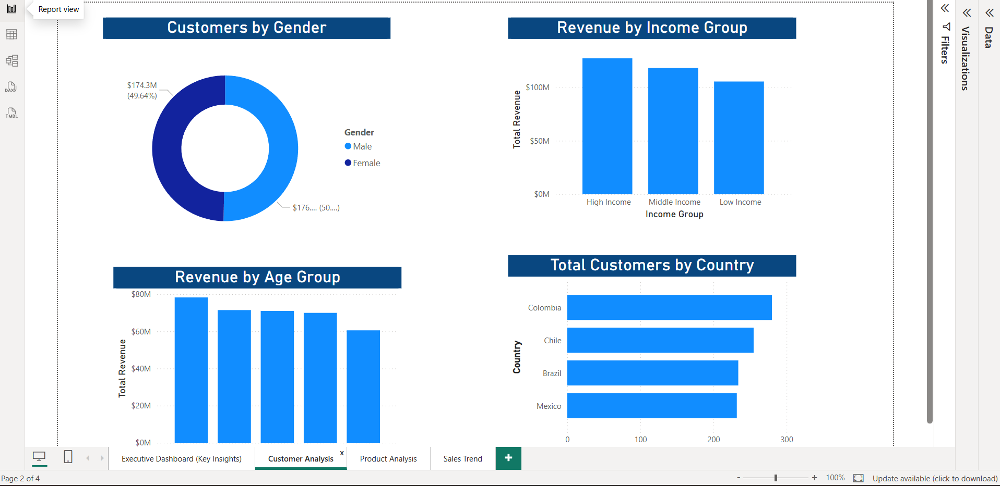 Report view
DAX
TMDL
Customers by Gender
$174.3M
(49.64%)
$176.... (50....)
Gender
Male
Female
Revenue by Income Group
Total Revenue
$100M
$50M
$0M
High Income Middle Income Low Income
Income Group
Revenue by Age Group
Total Revenue
$80M
$60M
$40M
$20M
$0M
Total Customers by Country
Country
Colombia
Chile
Brazil
Mexico
0 100 200 300
Filters
Visualizations
Data
Executive Dashboard (Key Insights) Customer Analysis x Product Analysis Sales Trend +
Page 2 of 4
- + 100% Update available (click to download)